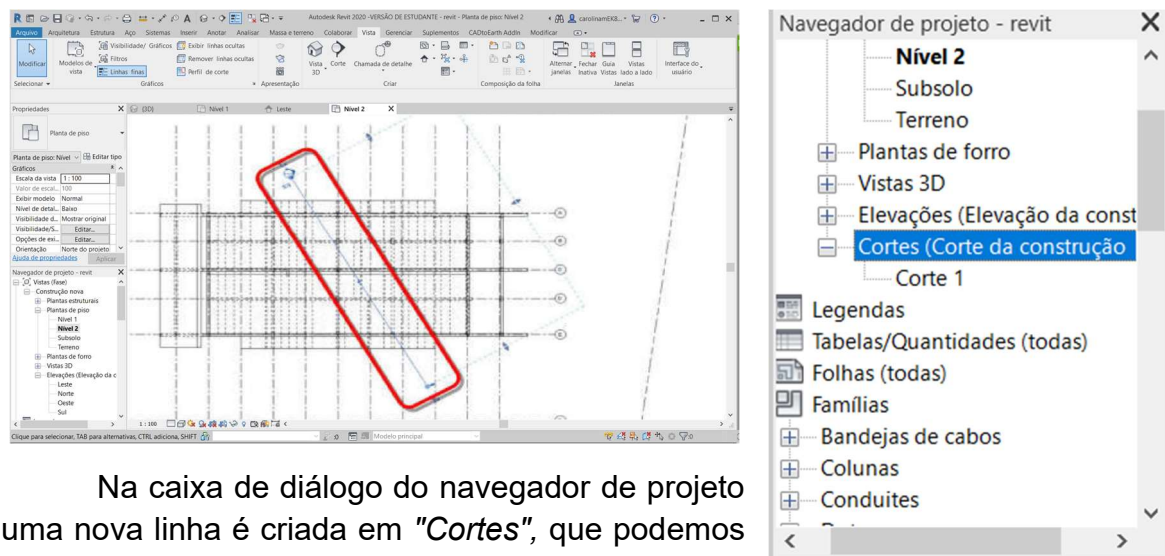 Autodesk Revit 2020 -VERSÃO DE ESTUDANTE - revit - Planta de piso: Nível 2
carolinamEK8...
Arquivo Arquitetura Estrutura Aço Sistemas Inserir Anotar Analisar Massa e terreno Colaborar Vista Gerenciar Suplementos CADtoEarth AddIn Modificar
Modificar
Modelos de vista
Visibilidade/ Gráficos
Filtros
Linhas finas
Exibir linhas ocultas
Remover linhas ocultas
Perfil de corte
Vista 3D
Corte
Chamada de detalhe
Alternar janelas
Fechar Inativa
Guia Vistas
Vistas lado a lado
Interface do usuário
Selecionar
Gráficos
Apresentação
Criar
Composição da folha
Janelas
Propriedades X
{3D}
Nível 1
Leste
Nível 2 X
Planta de piso
Planta de piso: Nível
Editar tipo
Gráficos
Escala da vista 1 : 100
Valor de escal... 100
Exibir modelo Normal
Nível de detal... Baixo
Visibilidade d... Mostrar original
Visibilidade/S... Editar...
Opções de exi... Editar...
Orientação Norte do projeto
Ajuda de propriedades Aplicar
Navegador de projeto - revit X
Vistas (Fase)
Construção nova
Plantas estruturais
Plantas de piso
Nível 1
Nível 2
Subsolo
Terreno
Plantas de forro
Vistas 3D
Elevações (Elevação da c
Leste
Norte
Oeste
Sul
1 : 100
Clique para selecionar, TAB para alternativas, CTRL adiciona, SHIFT
:0
Modelo principal
:0
Na caixa de diálogo do navegador de projeto
uma nova linha é criada em "Cortes", que podemos
Navegador de projeto - revit X
Nível 2
Subsolo
Terreno
Plantas de forro
Vistas 3D
Elevações (Elevação da const
Cortes (Corte da construção
Corte 1
Legendas
Tabelas/Quantidades (todas)
Folhas (todas)
Famílias
Bandejas de cabos
Colunas
Conduites